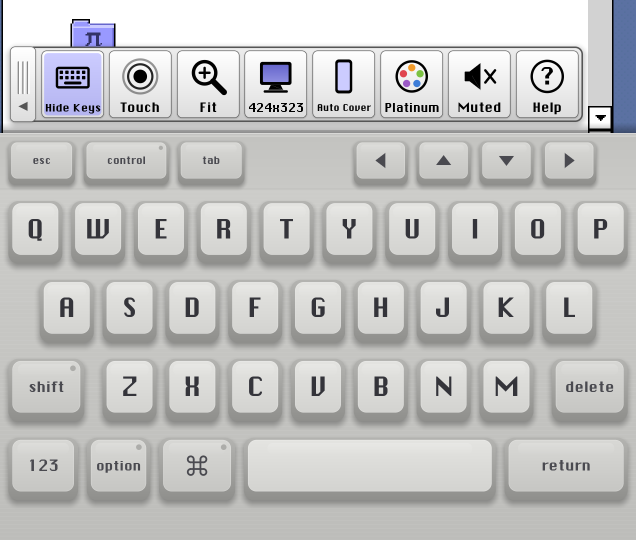 π
Hide Keys Touch Fit 424x323 Auto Cover Platinum Muted Help
esc control tab
Q W E R T Y U I O P
A S D F G H J K L
shift Z X C V B N M delete
123 option ⌘ return